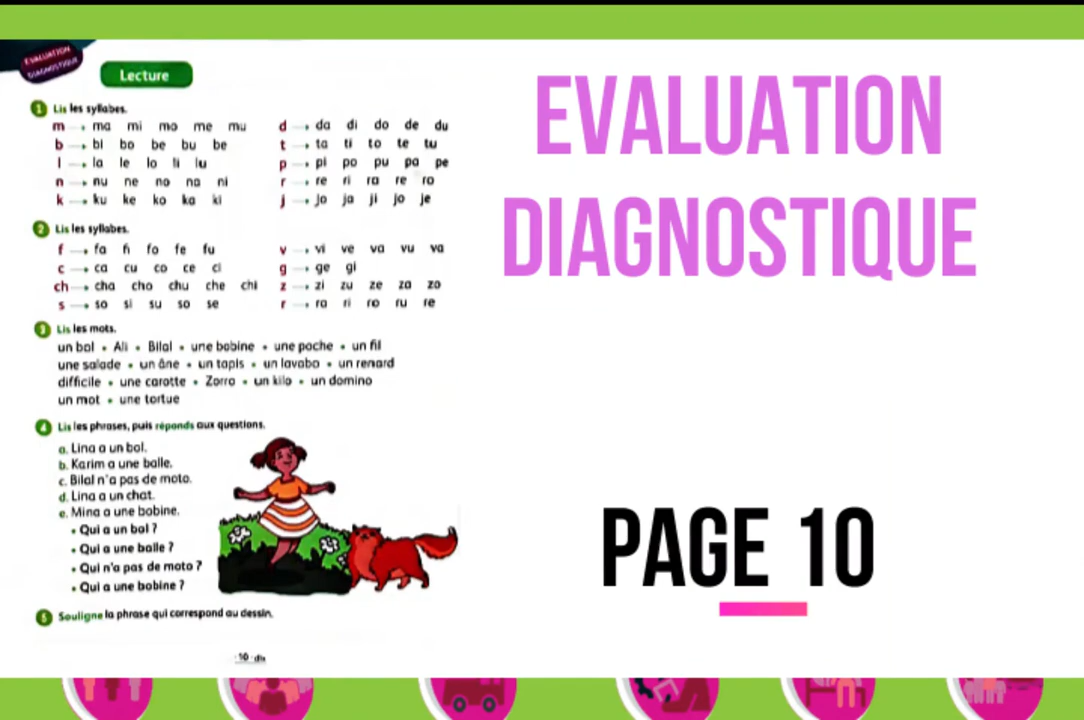 EVALUATION
DIAGNOSTIQUE
Lecture
1 Lis les syllabes.
m → ma mi mo me mu
b → bi bo be bu be
l → la le lo li lu
n → nu ne no na ni
k → ku ke ko ka ki
d → da di do de du
t → ta ti to te tu
p → pi po pu pa pe
r → re ri ra re ro
j → jo ja ji jo je
2 Lis les syllabes.
f → fa fi fo fe fu
c → ca cu co ce ci
ch → cha cho chu che chi
s → so si su so se
v → vi ve va vu va
g → ge gi
z → zi zu ze za zo
r → ra ri ro ru re
3 Lis les mots.
un bol • Ali • Bilal • une bobine • une poche • un fil
une salade • un âne • un tapis • un lavabo • un renard
difficile • une carotte • Zorro • un kilo • un domino
un mot • une tortue
4 Lis les phrases, puis réponds aux questions.
a. Lina a un bol.
b. Karim a une balle.
c. Bilal n'a pas de moto.
d. Lina a un chat.
e. Mina a une bobine.
• Qui a un bol ?
• Qui a une balle ?
• Qui n'a pas de moto ?
• Qui a une bobine ?
5 Souligne la phrase qui correspond au dessin.
10 · dix
EVALUATION
DIAGNOSTIQUE
PAGE 10